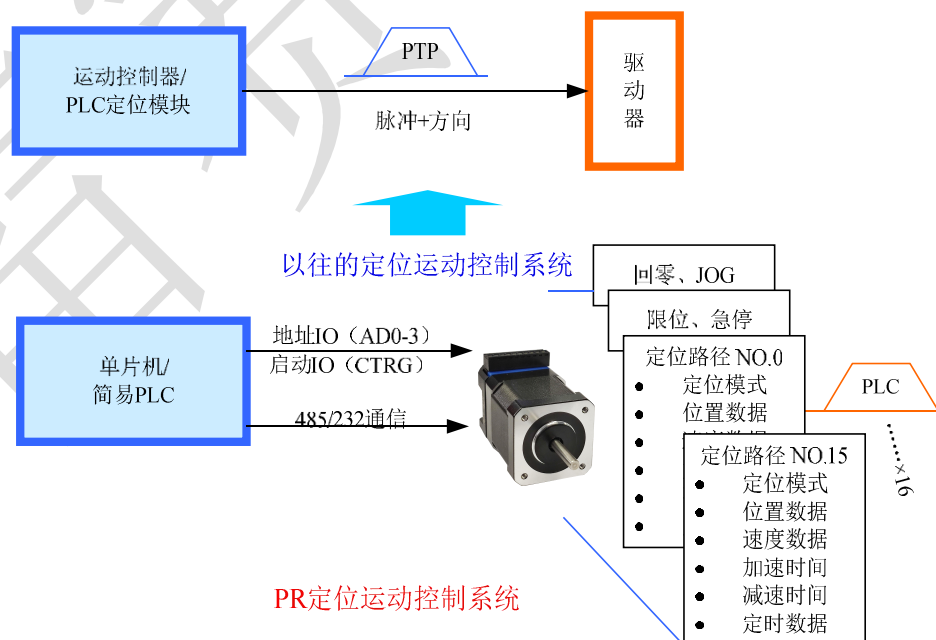 PTP
运动控制器/
PLC定位模块
驱
动
器
脉冲+方向
以往的定位运动控制系统
回零、JOG
限位、急停
单片机/
简易PLC
地址IO（AD0-3）
启动IO（CTRG）
485/232通信
定位路径 NO.0
● 定位模式
● 位置数据
●
●
●
●
PLC
……×16
定位路径 NO.15
● 定位模式
● 位置数据
● 速度数据
● 加速时间
● 减速时间
● 定时数据
PR定位运动控制系统